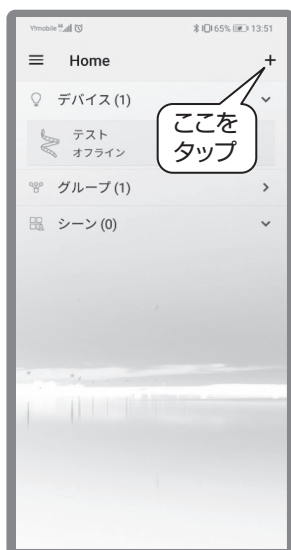 Y!mobile 65% 13:51
Home +
デバイス (1)
ここを
タップ
テスト
オフライン
グループ (1)
シーン (0)